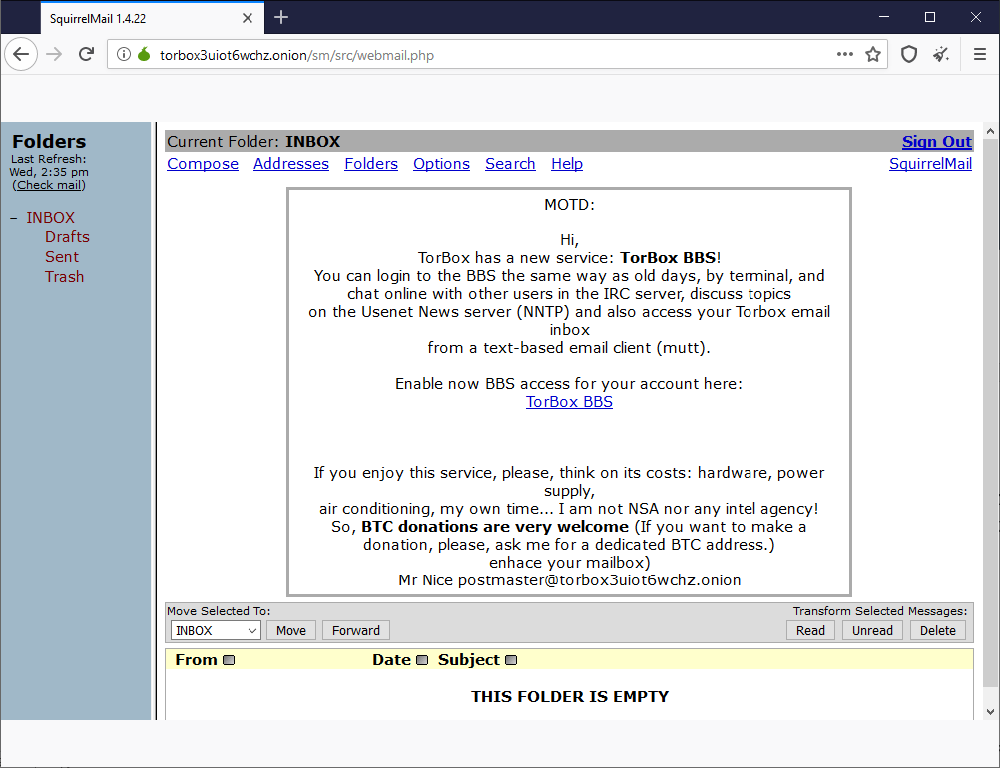 SquirrelMail 1.4.22
torbox3uiot6wchz.onion/sm/src/webmail.php
Folders
Last Refresh:
Wed, 2:35 pm
(Check mail)
– INBOX
Drafts
Sent
Trash
Current Folder: INBOX Sign Out
Compose Addresses Folders Options Search Help SquirrelMail
MOTD:
Hi,
TorBox has a new service: TorBox BBS!
You can login to the BBS the same way as old days, by terminal, and
chat online with other users in the IRC server, discuss topics
on the Usenet News server (NNTP) and also access your Torbox email
inbox
from a text-based email client (mutt).
Enable now BBS access for your account here:
TorBox BBS
If you enjoy this service, please, think on its costs: hardware, power
supply,
air conditioning, my own time... I am not NSA nor any intel agency!
So, BTC donations are very welcome (If you want to make a
donation, please, ask me for a dedicated BTC address.)
enhace your mailbox)
Mr Nice postmaster@torbox3uiot6wchz.onion
Move Selected To: Transform Selected Messages:
INBOX Move Forward Read Unread Delete
From Date Subject
THIS FOLDER IS EMPTY